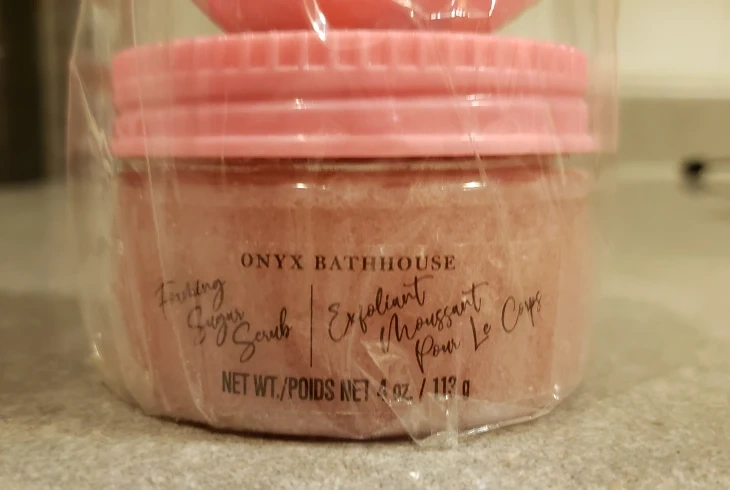 ONYX BATHHOUSE
Foaming
Sugar
Scrub
Exfoliant
Moussant
Pour Le Corps
NET WT./POIDS NET 4 oz. / 113 g